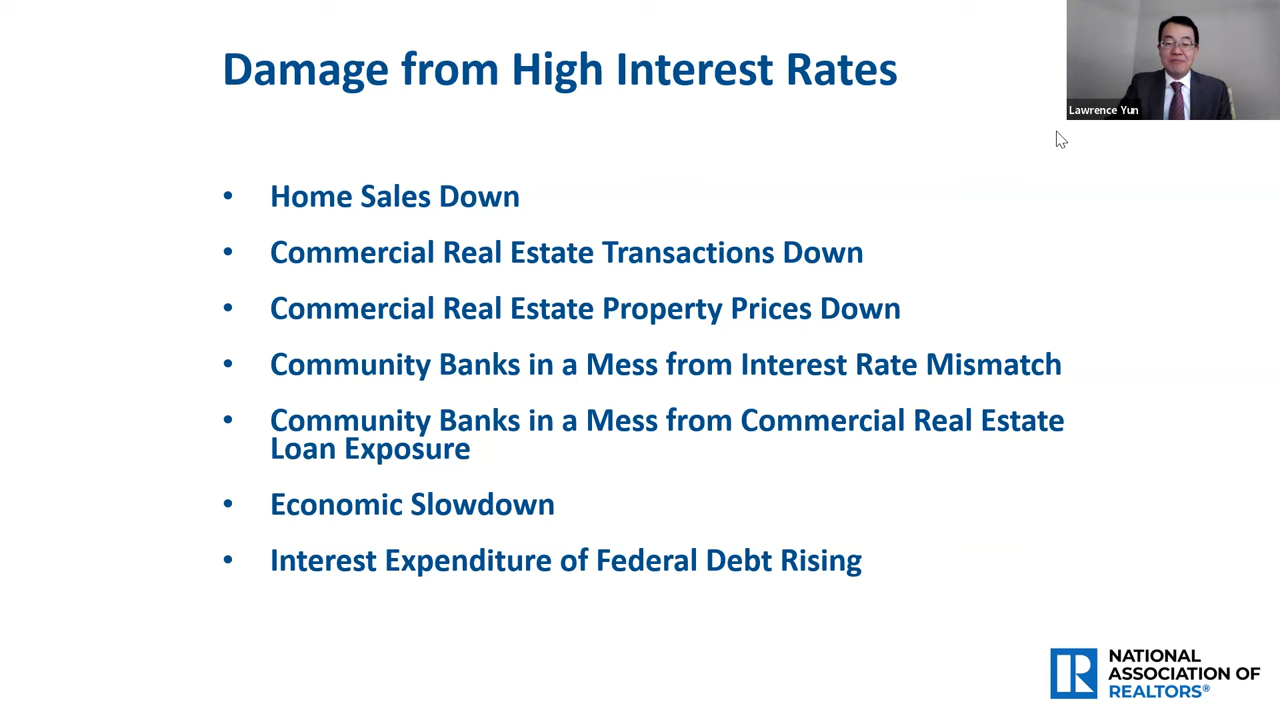 Damage from High Interest Rates
Lawrence Yun
• Home Sales Down
• Commercial Real Estate Transactions Down
• Commercial Real Estate Property Prices Down
• Community Banks in a Mess from Interest Rate Mismatch
• Community Banks in a Mess from Commercial Real Estate
Loan Exposure
• Economic Slowdown
• Interest Expenditure of Federal Debt Rising
NATIONAL
ASSOCIATION OF
REALTORS®